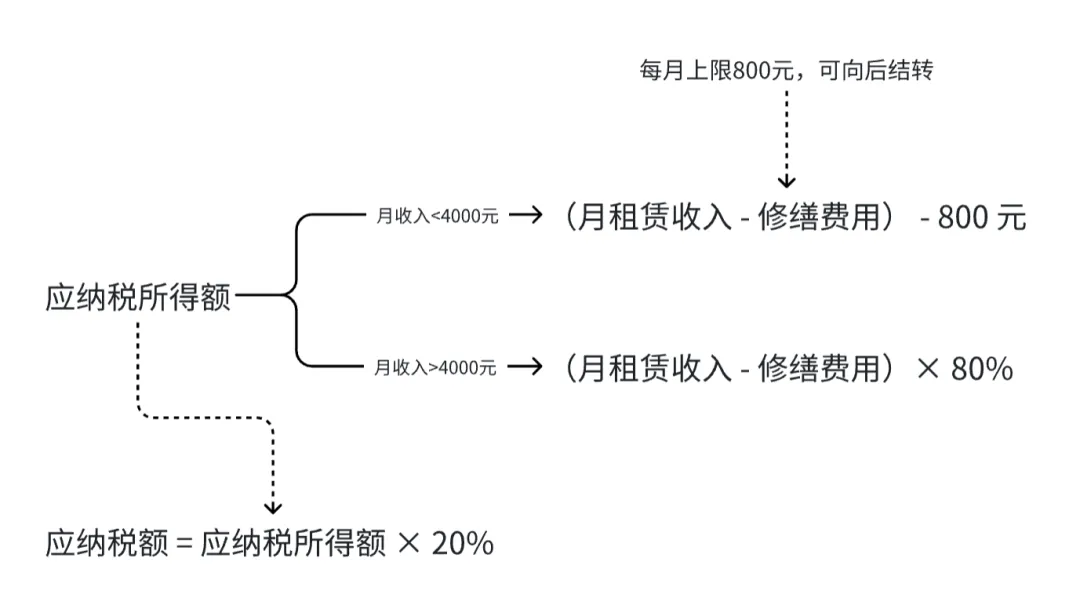 每月上限800元，可向后结转
月收入<4000元
（月租赁收入 - 修缮费用） - 800 元
应纳税所得额
月收入>4000元
（月租赁收入 - 修缮费用） × 80%
应纳税额 = 应纳税所得额 × 20%